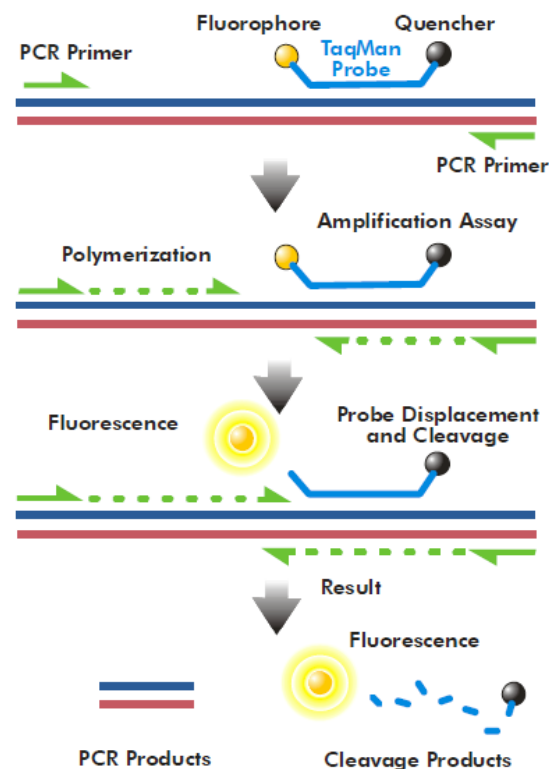 Fluorophore
Quencher
PCR Primer
TaqMan
Probe
PCR Primer
Amplification Assay
Polymerization
Fluorescence
Probe Displacement
and Cleavage
Result
Fluorescence
PCR Products
Cleavage Products